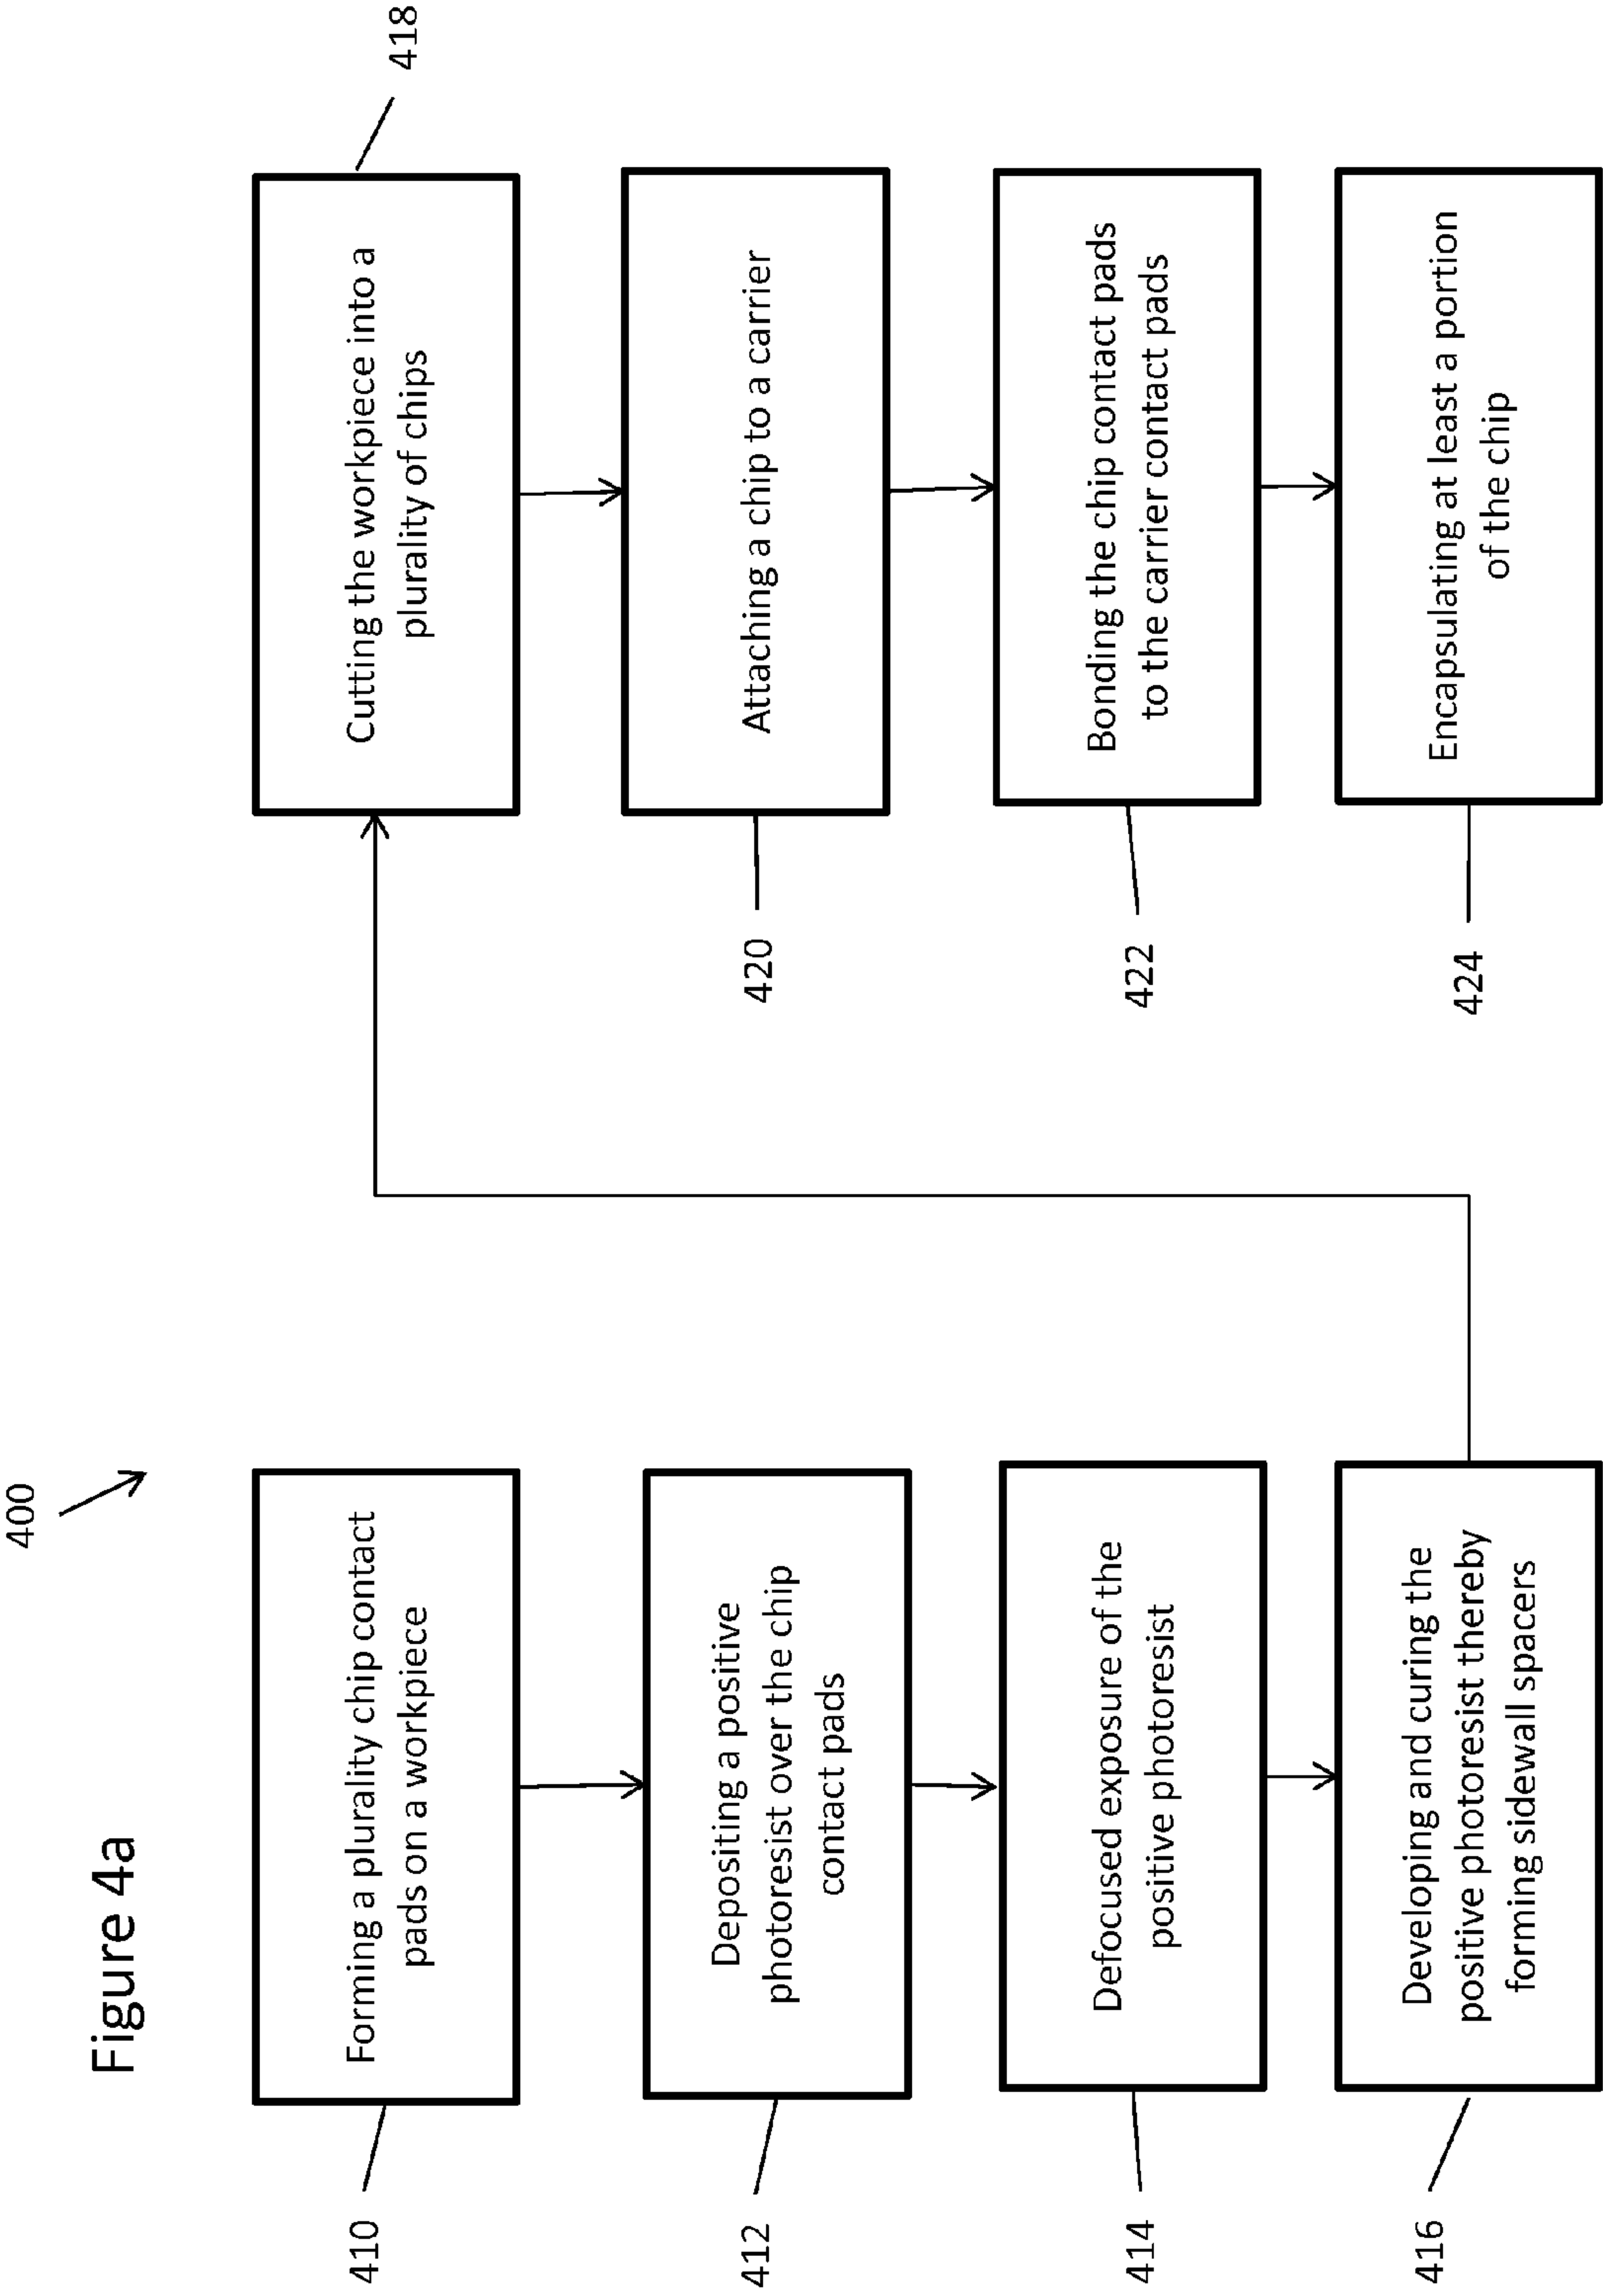 Figure 4a
400
410
Forming a plurality chip contact
pads on a workpiece
412
Depositing a positive
photoresist over the chip
contact pads
414
Defocused exposure of the
positive photoresist
416
Developing and curing the
positive photoresist thereby
forming sidewall spacers
418
Cutting the workpiece into a
plurality of chips
420
Attaching a chip to a carrier
422
Bonding the chip contact pads
to the carrier contact pads
424
Encapsulating at least a portion
of the chip